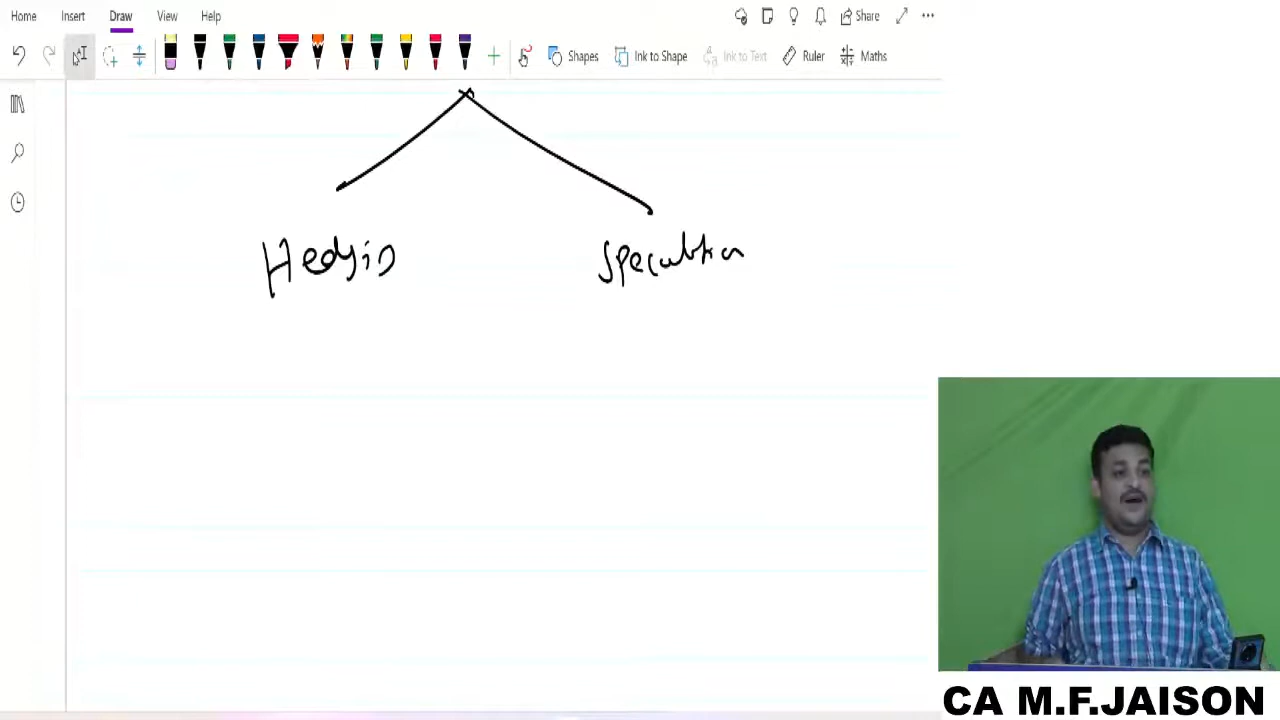 Home Insert Draw View Help Share
Ink to Shape Ink to Text Ruler Maths
Shapes
Hedgin Speculation
CA M.F.JAISON